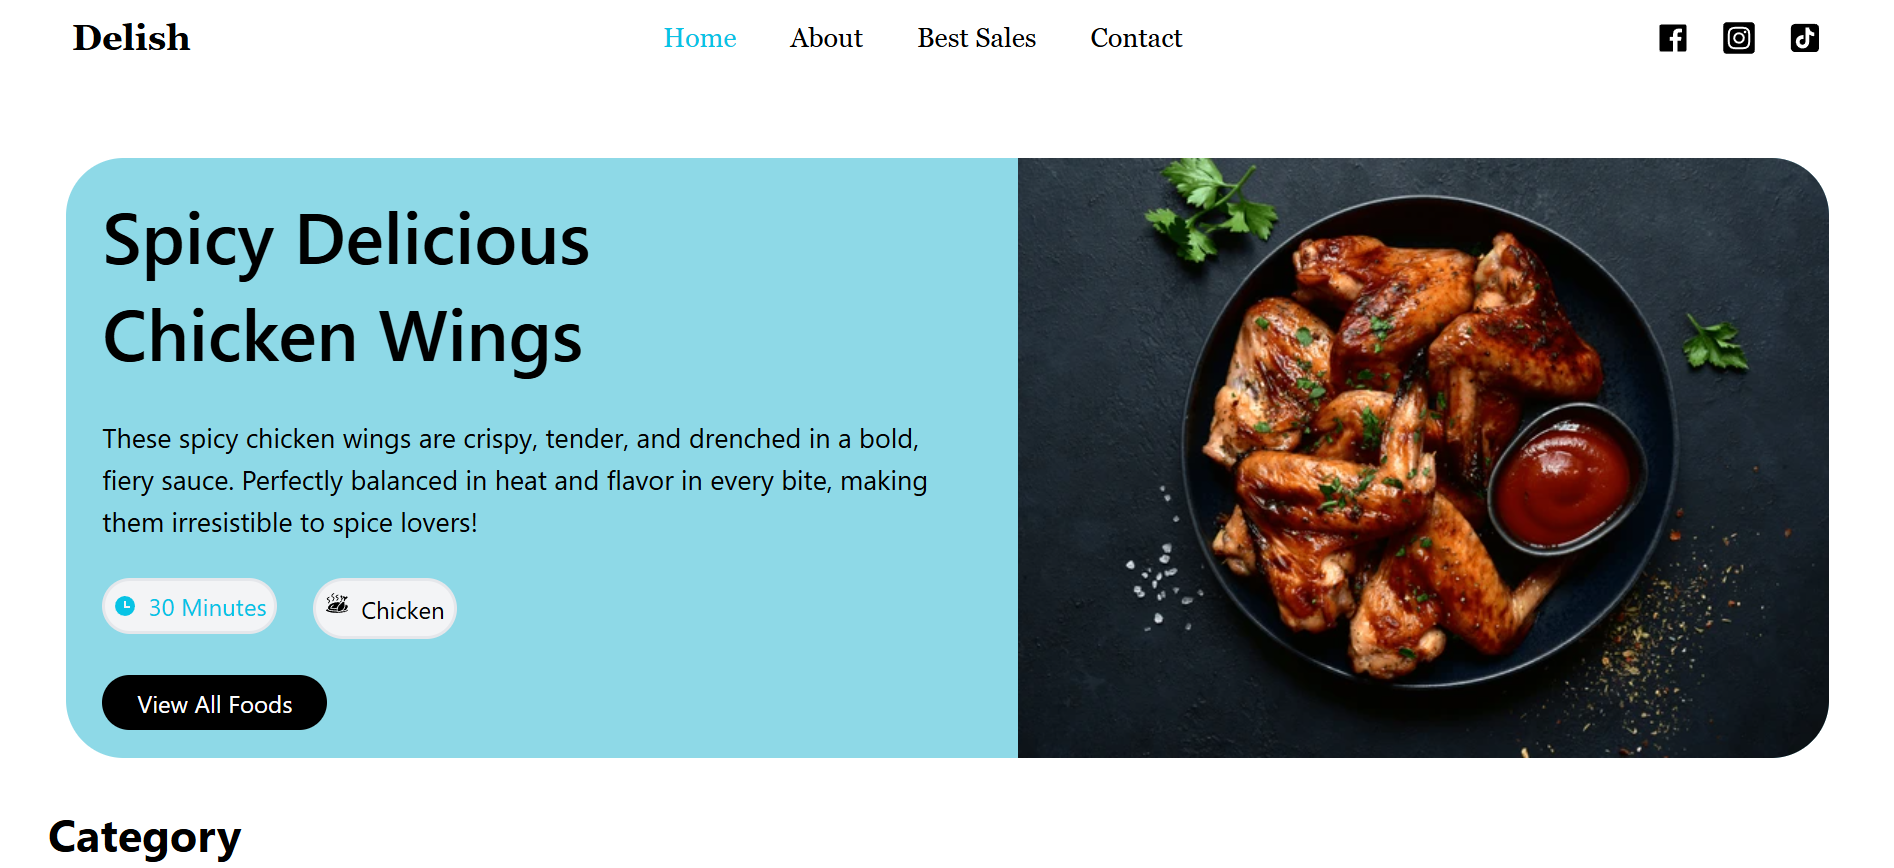 Delish
Home
About
Best Sales
Contact
Spicy Delicious
Chicken Wings
These spicy chicken wings are crispy, tender, and drenched in a bold,
fiery sauce. Perfectly balanced in heat and flavor in every bite, making
them irresistible to spice lovers!
30 Minutes
Chicken
View All Foods
Category